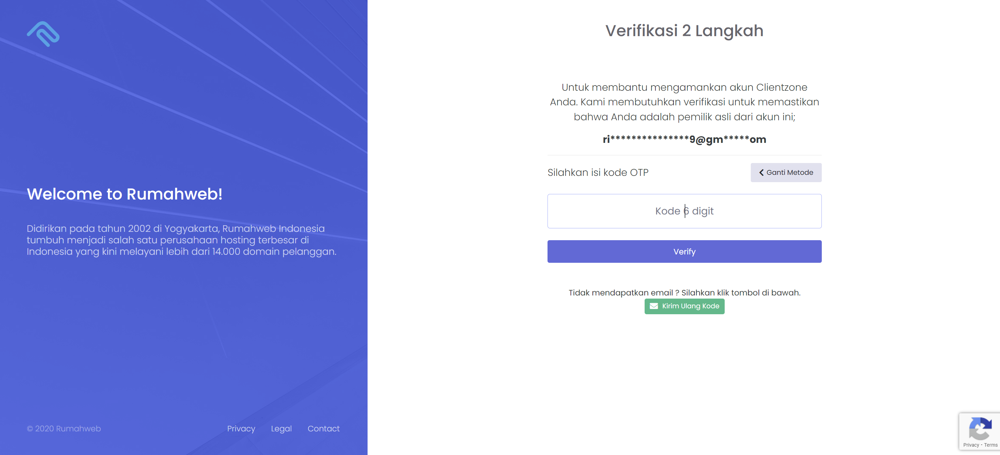 Welcome to Rumahweb!
Didirikan pada tahun 2002 di Yogyakarta, Rumahweb Indonesia
tumbuh menjadi salah satu perusahaan hosting terbesar di
Indonesia yang kini melayani lebih dari 14.000 domain pelanggan.
© 2020 Rumahweb
Privacy
Legal
Contact
Verifikasi 2 Langkah
Untuk membantu mengamankan akun Clientzone
Anda. Kami membutuhkan verifikasi untuk memastikan
bahwa Anda adalah pemilik asli dari akun ini;
ri***************9@gm*****om
Silahkan isi kode OTP
Ganti Metode
Kode 6 digit
Verify
Tidak mendapatkan email ? Silahkan klik tombol di bawah.
Kirim Ulang Kode
Privacy - Terms